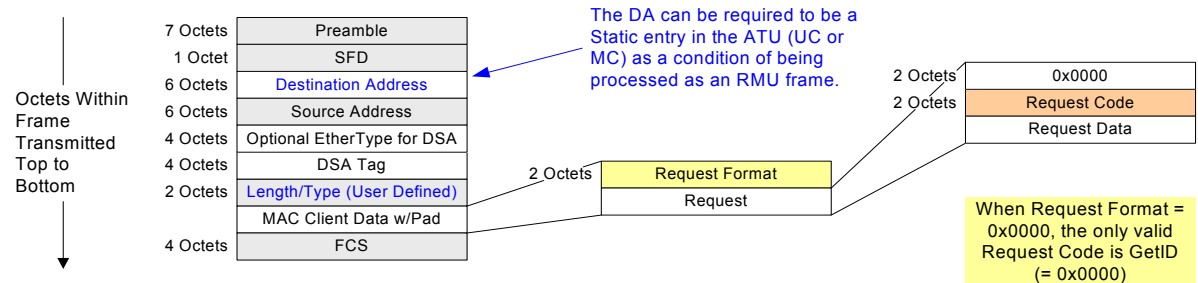 Octets Within
Frame
Transmitted
Top to
Bottom
7 Octets Preamble
1 Octet SFD
6 Octets Destination Address
6 Octets Source Address
4 Octets Optional EtherType for DSA
4 Octets DSA Tag
2 Octets Length/Type (User Defined)
MAC Client Data w/Pad
4 Octets FCS
The DA can be required to be a
Static entry in the ATU (UC or
MC) as a condition of being
processed as an RMU frame.
2 Octets Request Format
Request
2 Octets 0x0000
2 Octets Request Code
Request Data
When Request Format =
0x0000, the only valid
Request Code is GetID
(= 0x0000)